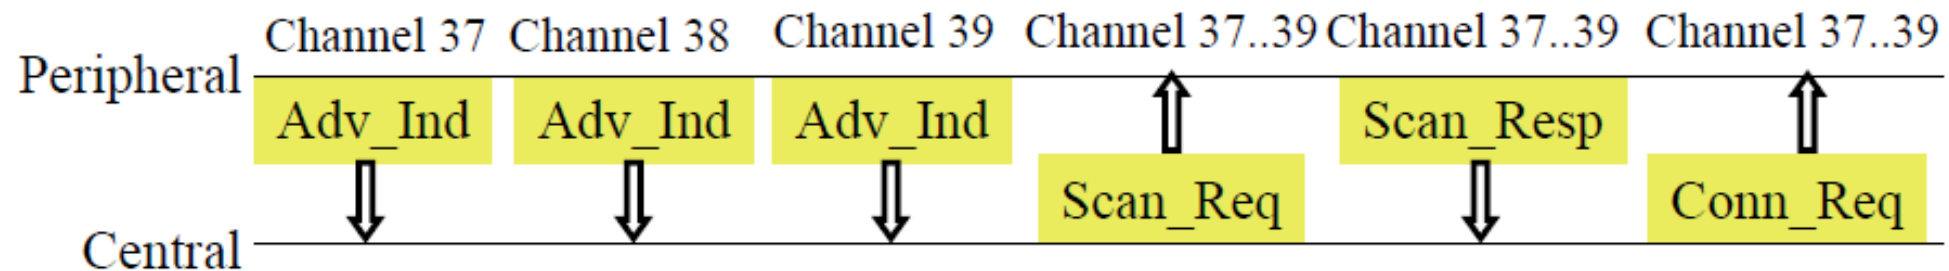 Channel 37 Channel 38 Channel 39 Channel 37..39 Channel 37..39 Channel 37..39
Peripheral
Adv_Ind Adv_Ind Adv_Ind Scan_Resp
Scan_Req Conn_Req
Central